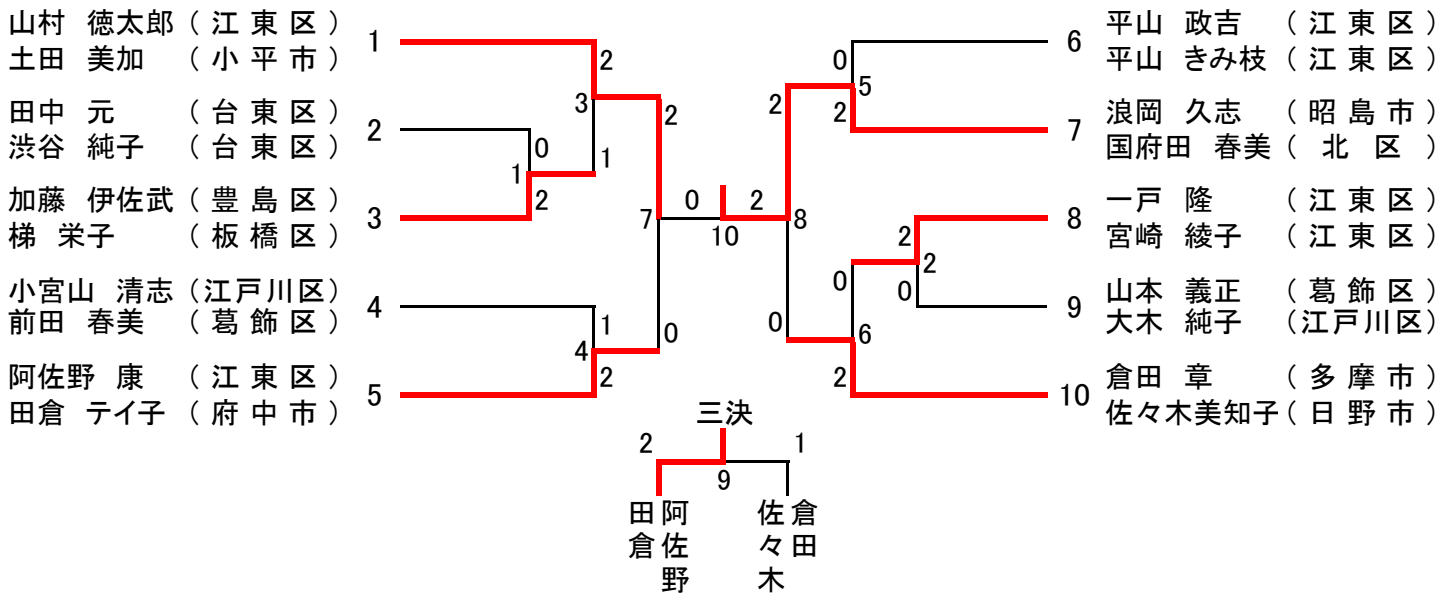 山村 徳太郎 ( 江 東 区 )
1
土田 美加 ( 小 平 市 )
田中 元 ( 台 東 区 )
2
渋谷 純子 ( 台 東 区 )
加藤 伊佐武 ( 豊 島 区 )
3
梯 栄子 ( 板 橋 区 )
小宮山 清志 (江戸川区)
4
前田 春美 ( 葛 飾 区 )
阿佐野 康 ( 江 東 区 )
5
田倉 テイ子 ( 府 中 市 )
2
3
1
0
1
2
2
7
0
1
4
2
0
10
2
平山 政吉 ( 江 東 区 )
6
平山 きみ枝 ( 江 東 区 )
浪岡 久志 ( 昭 島 市 )
7
国府田 春美 ( 北 区 )
一戸 隆 ( 江 東 区 )
8
宮崎 綾子 ( 江 東 区 )
山本 義正 ( 葛 飾 区 )
9
大木 純子 (江戸川区)
倉田 章 ( 多 摩 市 )
10
佐々木美知子 ( 日 野 市 )
0
5
2
2
8
0
2
2
0
0
6
2
三決
2
1
9
田倉
阿佐野
佐々木
倉田